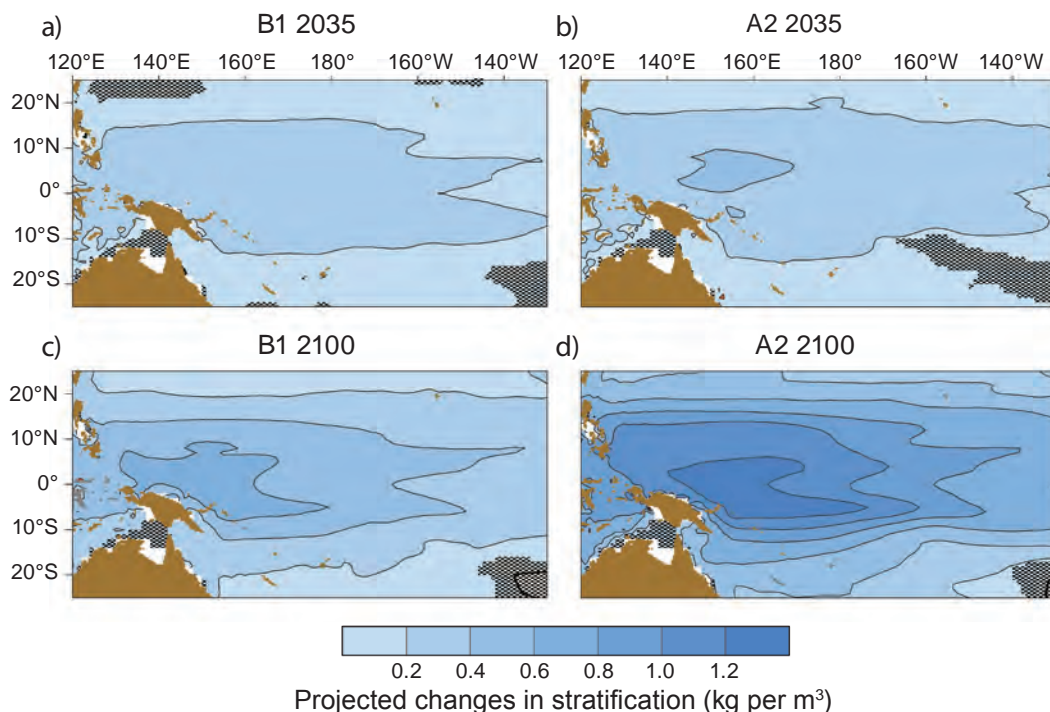 a) B1 2035
120°E 140°E 160°E 180° 160°W 140°W
20°N
10°N
0°
10°S
20°S
b) A2 2035
120°E 140°E 160°E 180° 160°W 140°W
c) B1 2100
20°N
10°N
0°
10°S
20°S
d) A2 2100
0.2 0.4 0.6 0.8 1.0 1.2
Projected changes in stratification (kg per m³)